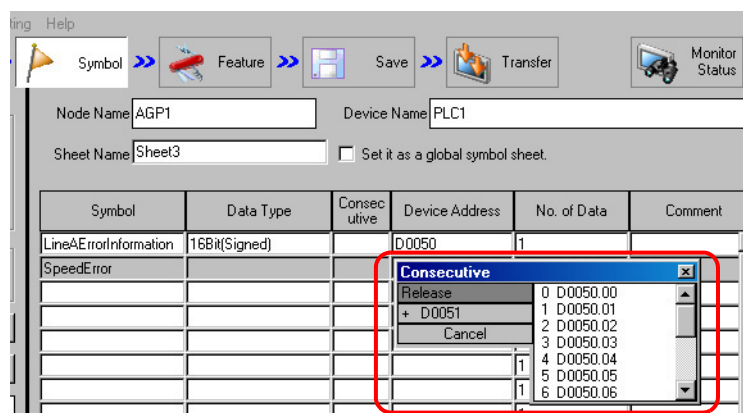 ting Help
Symbol >> Feature >> Save >> Transfer Monitor Status
Node Name AGP1 Device Name PLC1
Sheet Name Sheet3 Set it as a global symbol sheet.
Symbol Data Type Consecutive Device Address No. of Data Comment
LineAErrorInformation 16Bit(Signed) D0050 1
SpeedError
Consecutive
Release
+ D0051
Cancel
0 D0050.00
1 D0050.01
2 D0050.02
3 D0050.03
4 D0050.04
5 D0050.05
6 D0050.06
1
1